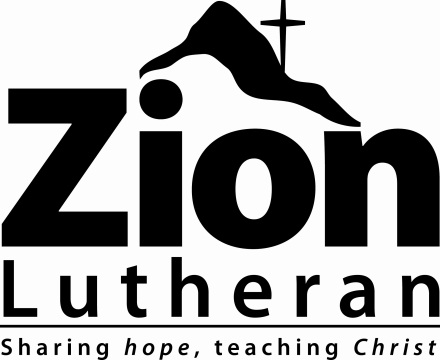 Zion
Lutheran
Sharing hope, teaching Christ